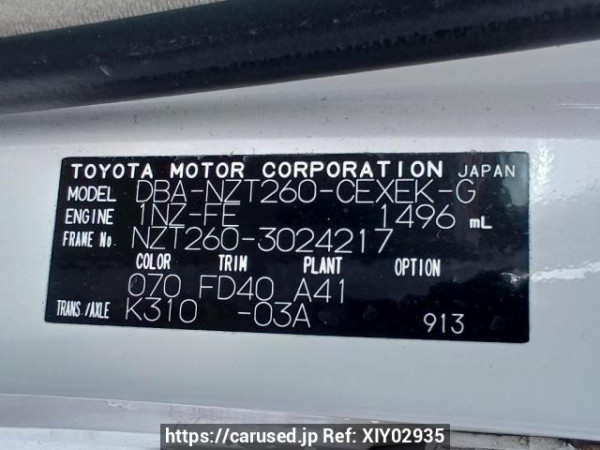 TOYOTA MOTOR CORPORATION JAPAN
MODEL DBA-NZT260-CEXEK-G
ENGINE 1NZ-FE 1496 mL
FRAME No. NZT260-3024217
COLOR TRIM PLANT OPTION
070 FD40 A41
TRANS./AXLE K310 -03A 913
https://carused.jp Ref: XIY02935